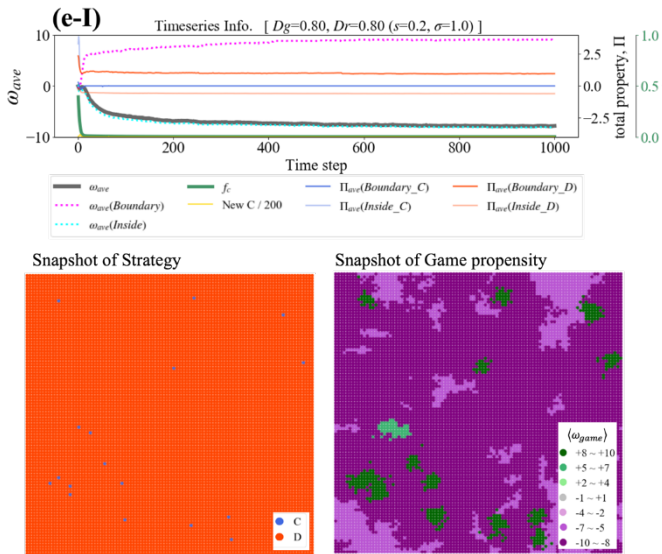 (e-I)
Timeseries Info. [ Dg=0.80, Dr=0.80 (s=0.2, σ=1.0) ]
10
0
−10
ω_ave
2.5
0.0
−2.5
total property, Π
1.0
0.5
0.0
0 200 400 600 800 1000
Time step
ω_ave f_c Π_ave(Boundary_C) Π_ave(Boundary_D)
ω_ave(Boundary) New C / 200 Π_ave(Inside_C) Π_ave(Inside_D)
ω_ave(Inside)
Snapshot of Strategy
Snapshot of Game propensity
C
D
⟨ω_game⟩
+8 ~ +10
+5 ~ +7
+2 ~ +4
-1 ~ +1
-4 ~ -2
-7 ~ -5
-10 ~ -8